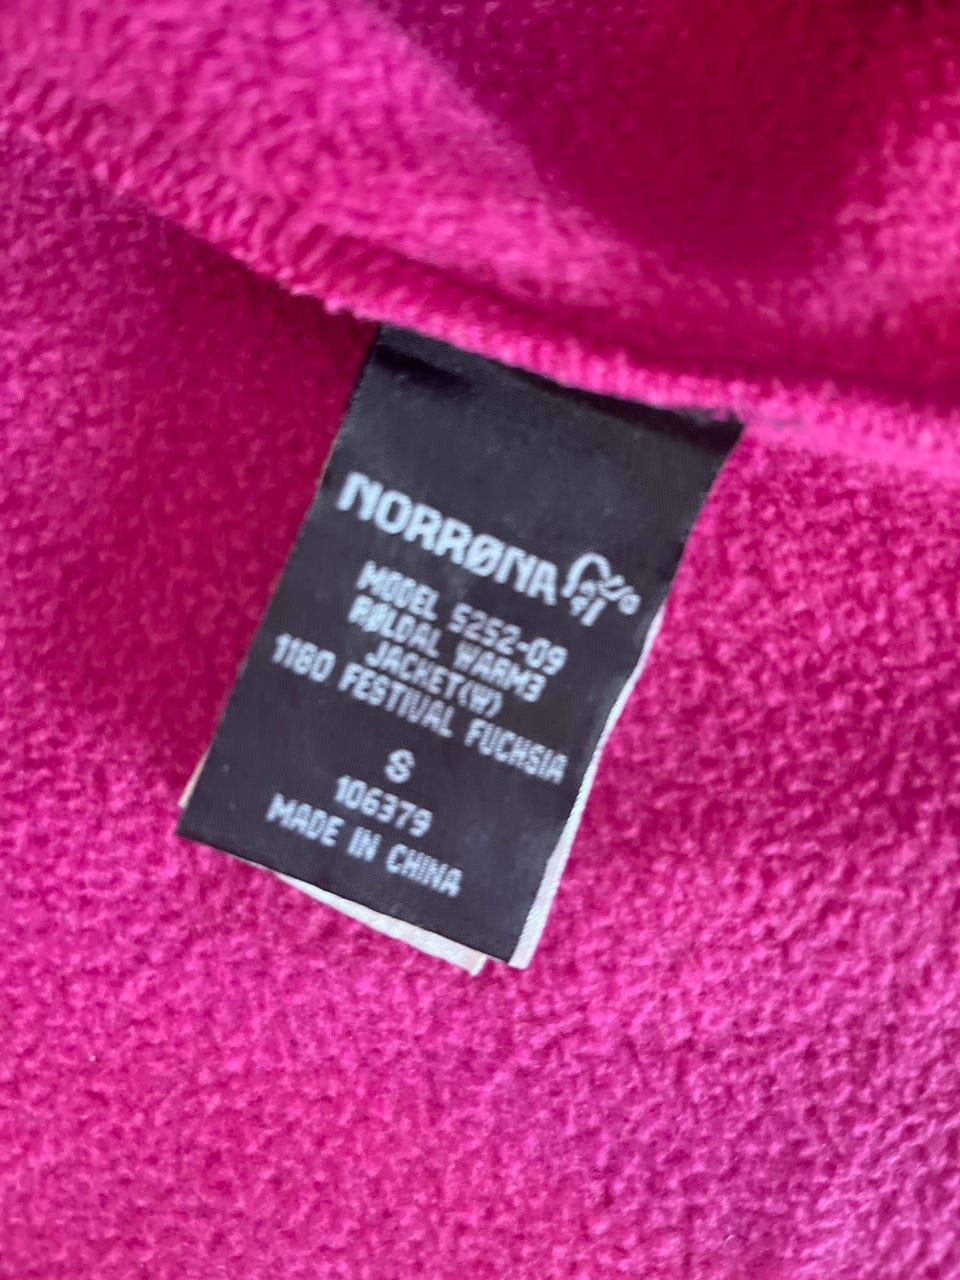 NORRØNA
MODEL 5252-09
RØLDAL WARM3
JACKET(W)
1180 FESTIVAL FUCHSIA
S
106379
MADE IN CHINA